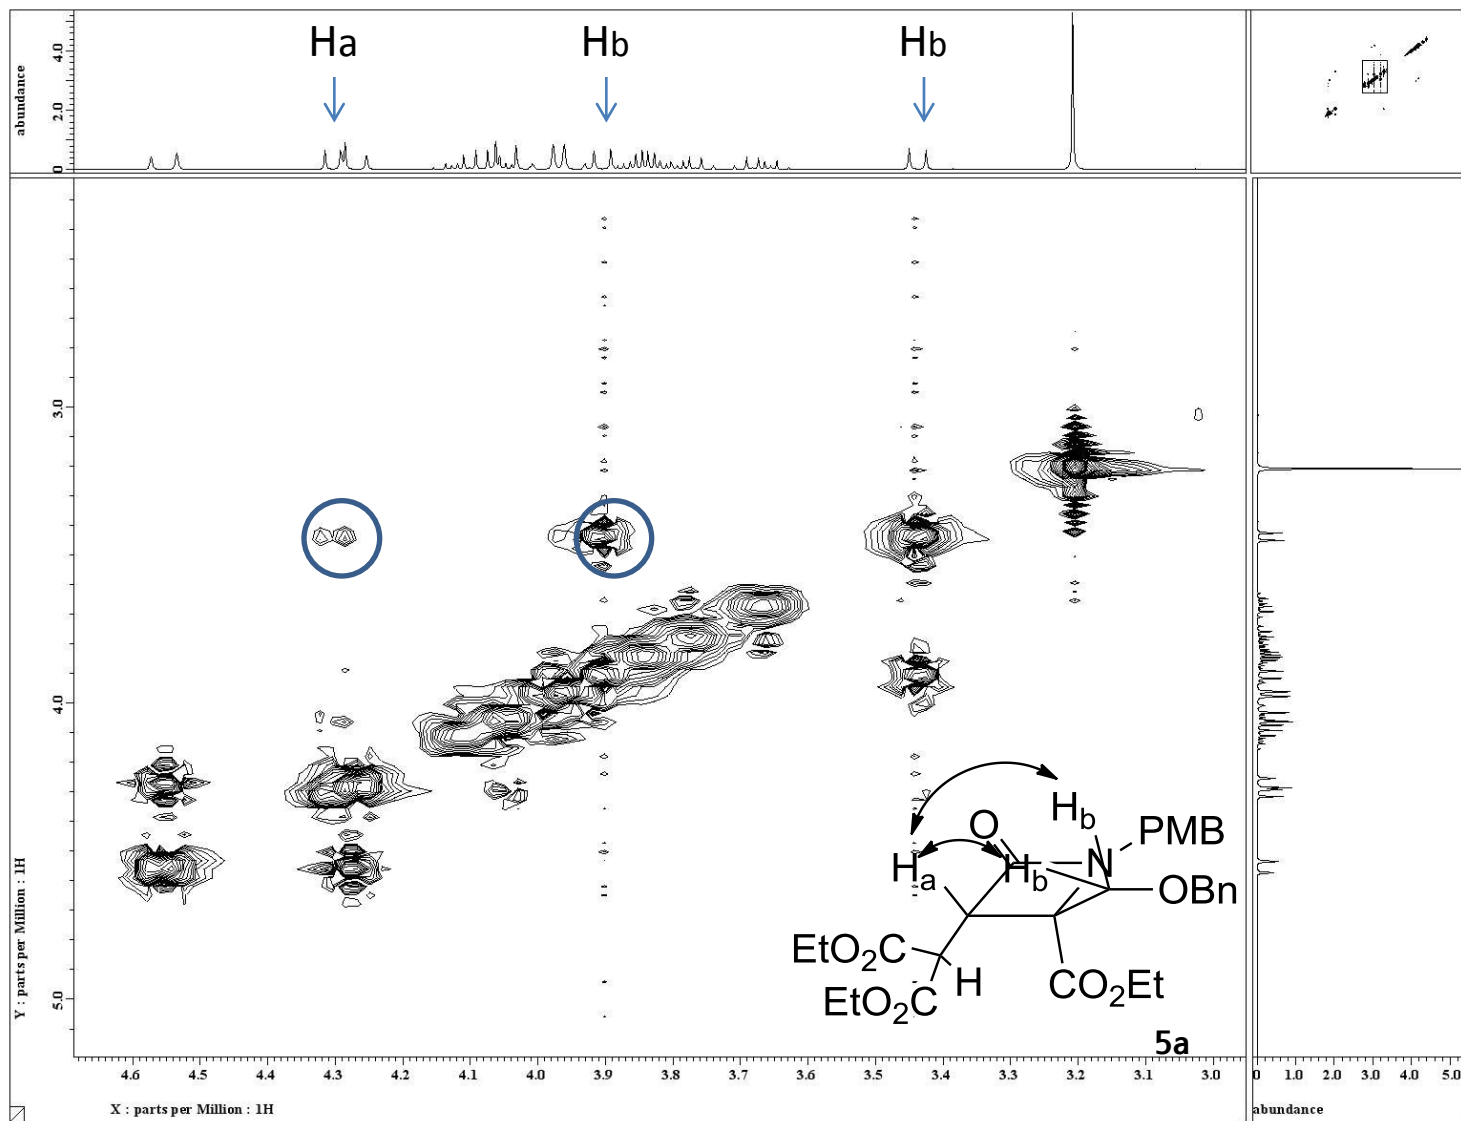 Ha Hb Hb
abundance
4.0
2.0
0
3.0
4.0
5.0
Y : parts per Million : 1H
Hb
O
PMB
Ha
Hb
N
OBn
EtO2C
H
EtO2C
CO2Et
5a
4.6 4.5 4.4 4.3 4.2 4.1 4.0 3.9 3.8 3.7 3.6 3.5 3.4 3.3 3.2 3.1 3.0
X : parts per Million : 1H
0 1.0 2.0 3.0 4.0 5.0
abundance